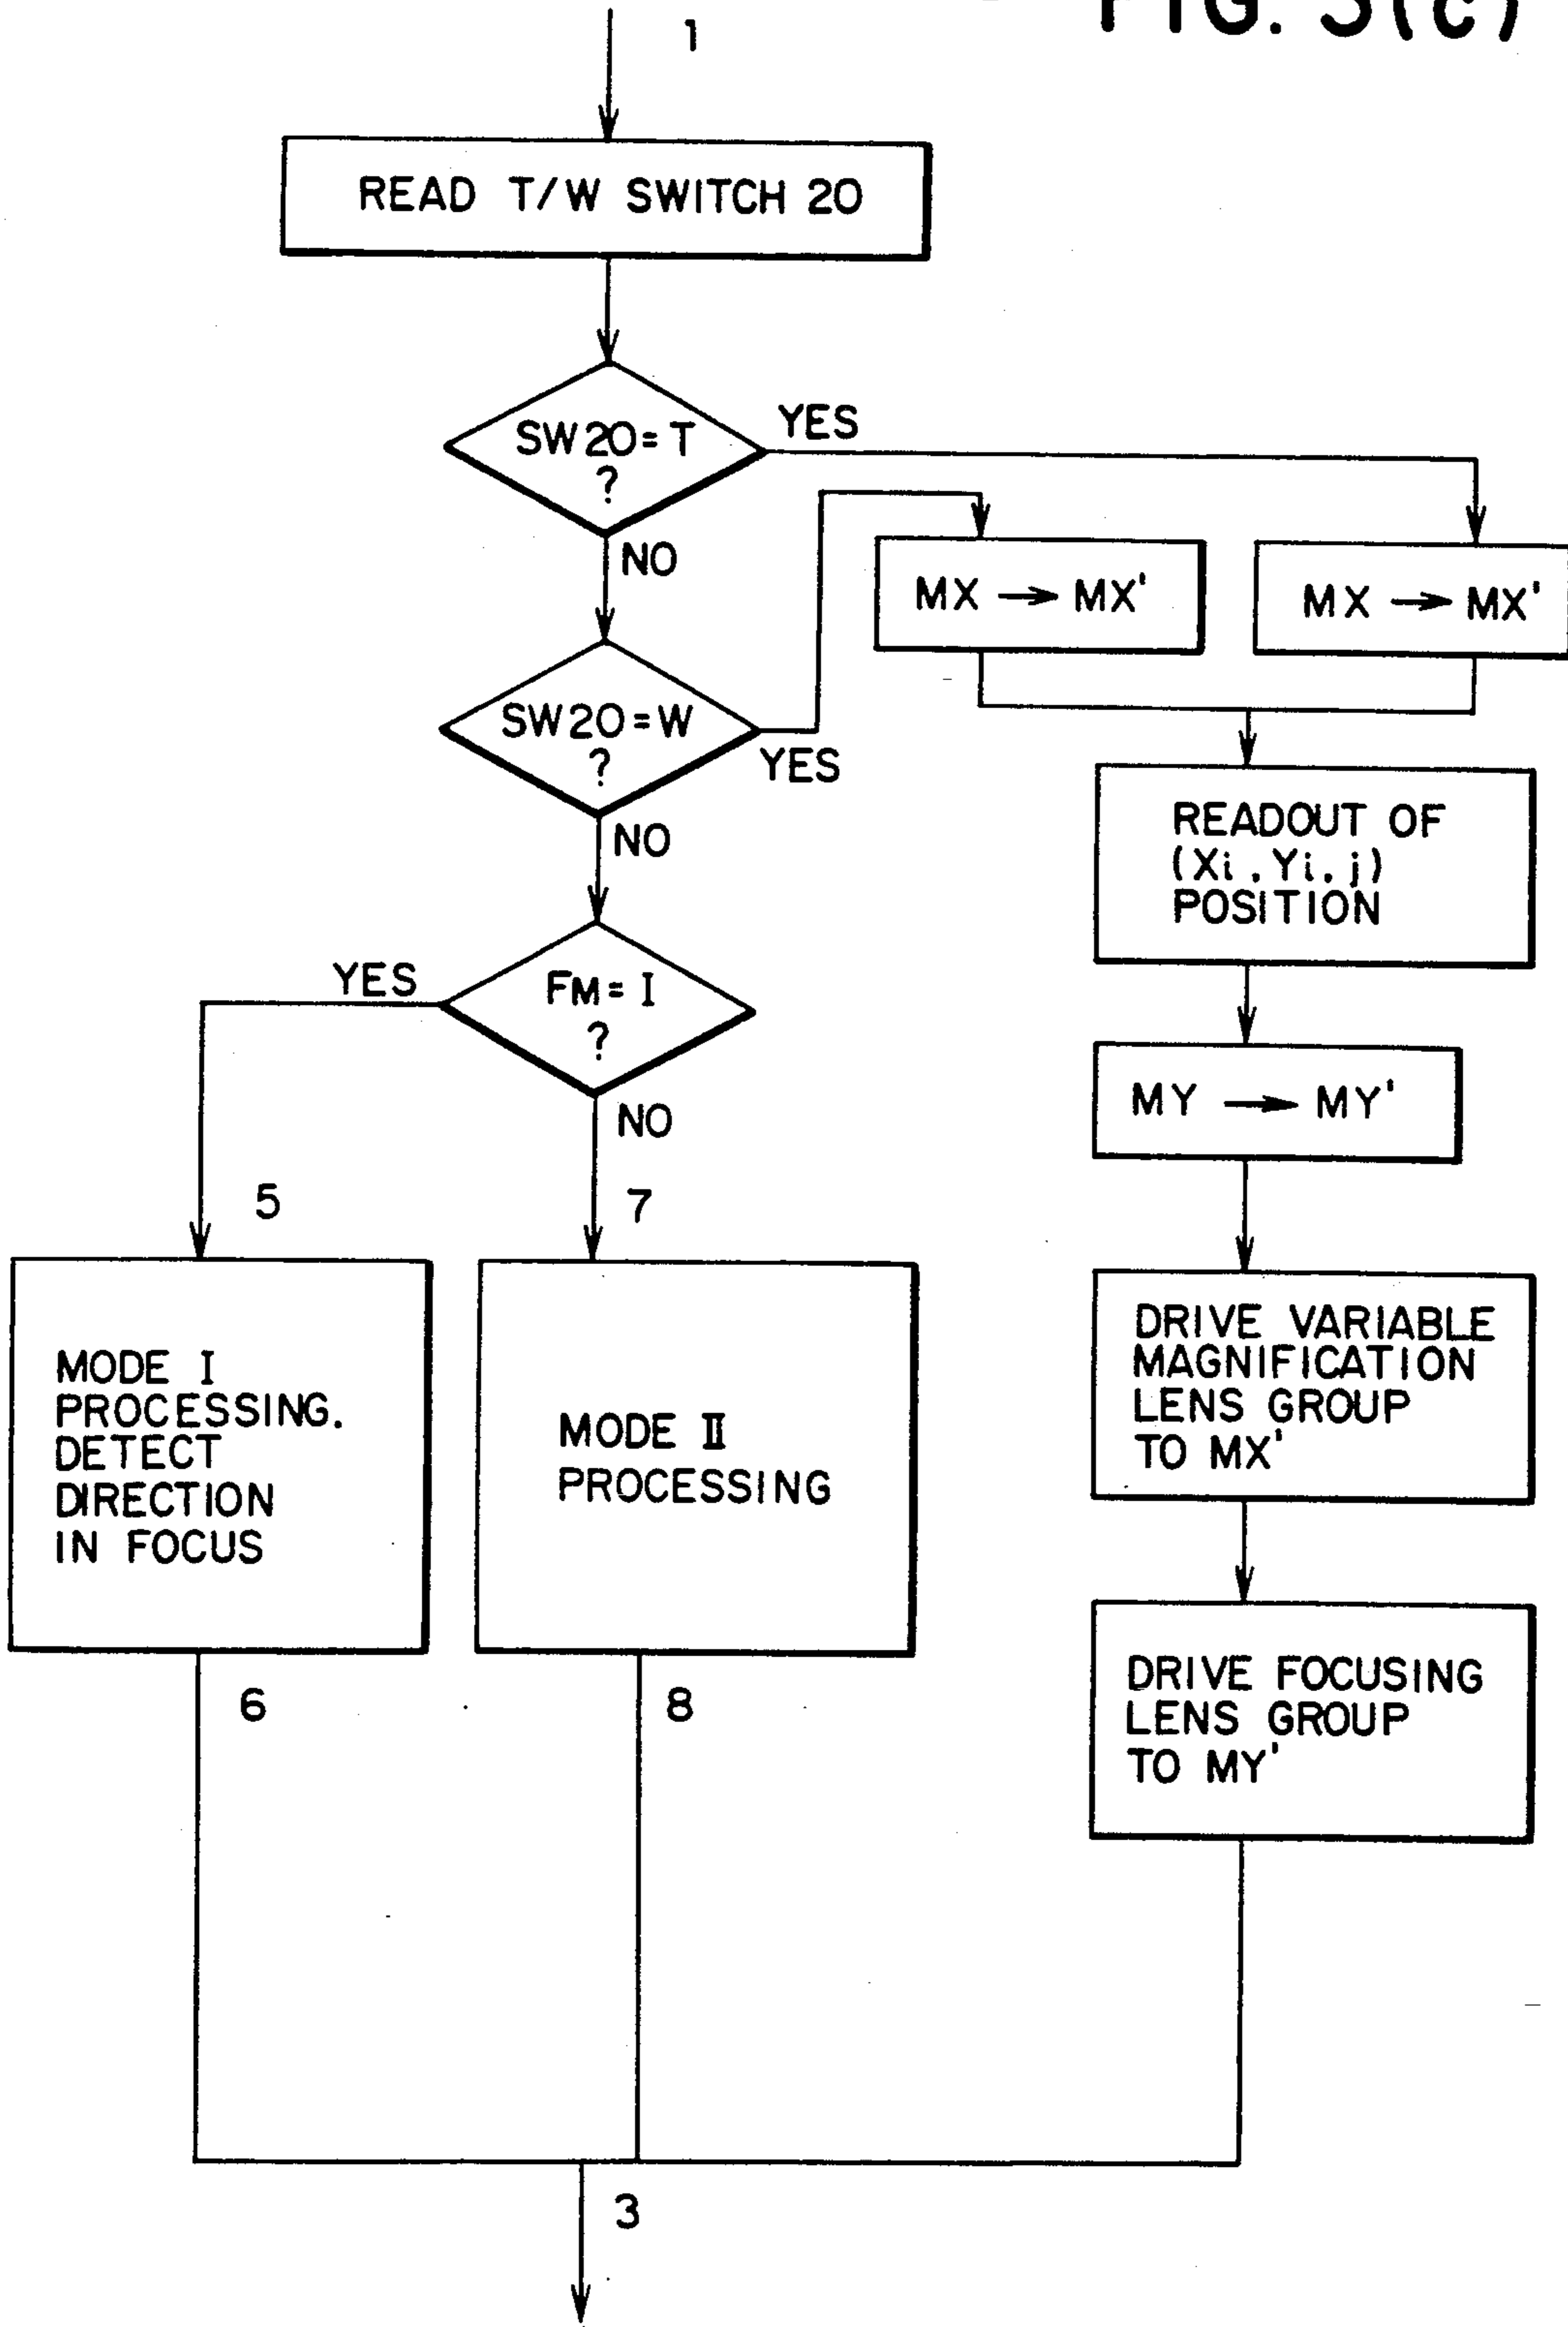 FIG. 5(c)
1
READ T/W SWITCH 20
SW20=T
?
YES
NO
MX → MX'
MX → MX'
SW20=W
?
YES
NO
READOUT OF
(Xi, Yi, j)
POSITION
FM=I
?
YES
NO
MY → MY'
5
7
MODE I
PROCESSING.
DETECT
DIRECTION
IN FOCUS
MODE II
PROCESSING
DRIVE VARIABLE
MAGNIFICATION
LENS GROUP
TO MX'
DRIVE FOCUSING
LENS GROUP
TO MY'
6
8
3